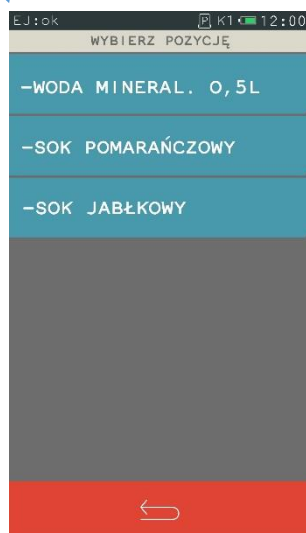 EJ:ok P K1 12:00
WYBIERZ POZYCJĘ
-WODA MINERAL. 0,5L
-SOK POMARAŃCZOWY
-SOK JABŁKOWY